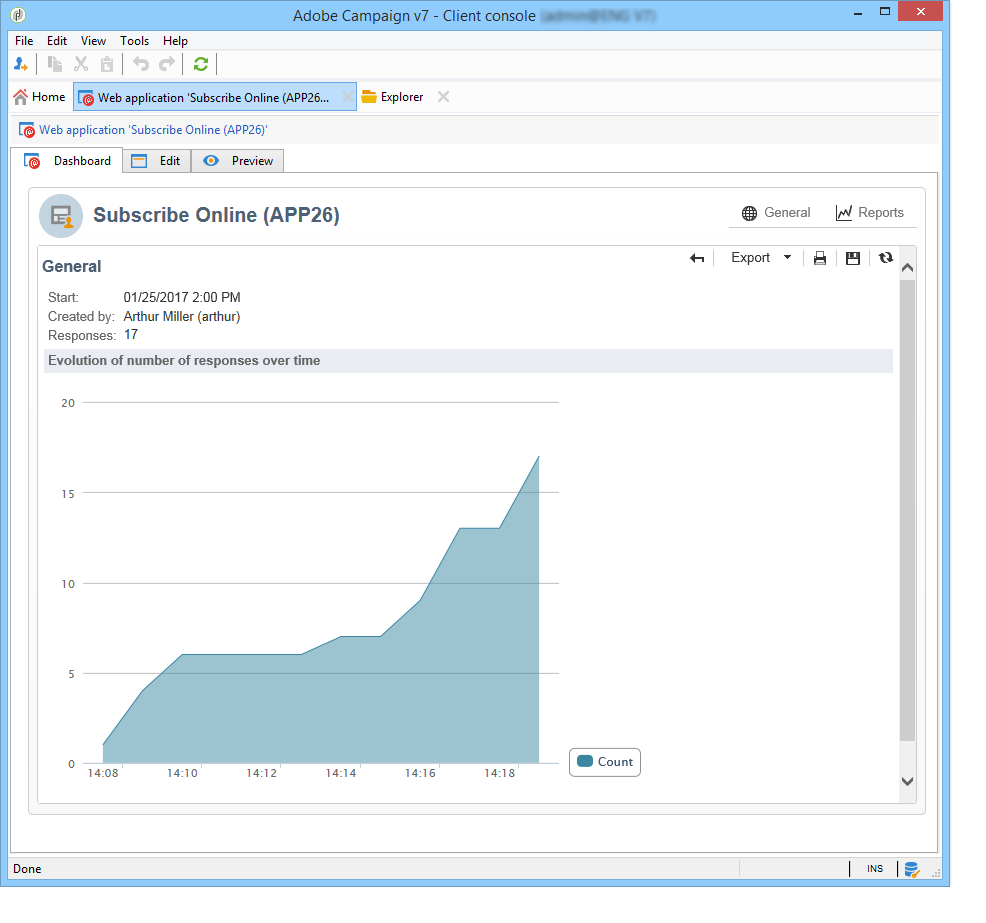 Adobe Campaign v7 - Client console
File Edit View Tools Help
Home Web application 'Subscribe Online (APP26... Explorer
Web application 'Subscribe Online (APP26)'
Dashboard Edit Preview
Subscribe Online (APP26) General Reports
General Export
Start: 01/25/2017 2:00 PM
Created by: Arthur Miller (arthur)
Responses: 17
Evolution of number of responses over time
20
15
10
5
0
14:08 14:10 14:12 14:14 14:16 14:18
Count
Done INS